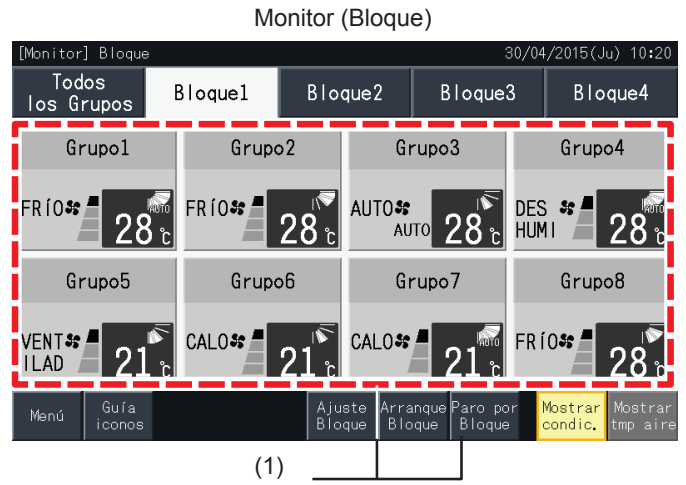 Monitor (Bloque)
[Monitor] Bloque 30/04/2015(Ju) 10:20
Todos
los Grupos
Bloque1 Bloque2 Bloque3 Bloque4
Grupo1 Grupo2 Grupo3 Grupo4
FRÍO AUTO 28 ℃
FRÍO 28 ℃
AUTO AUTO 28 ℃
DES
HUMI AUTO 28 ℃
Grupo5 Grupo6 Grupo7 Grupo8
VENT
ILAD 21 ℃
CALO 21 ℃
CALO AUTO 21 ℃
FRÍO 28 ℃
Menú
Guía
iconos
Ajuste
Bloque
Arranque
Bloque
Paro por
Bloque
Mostrar
condic.
Mostrar
tmp aire
(1)